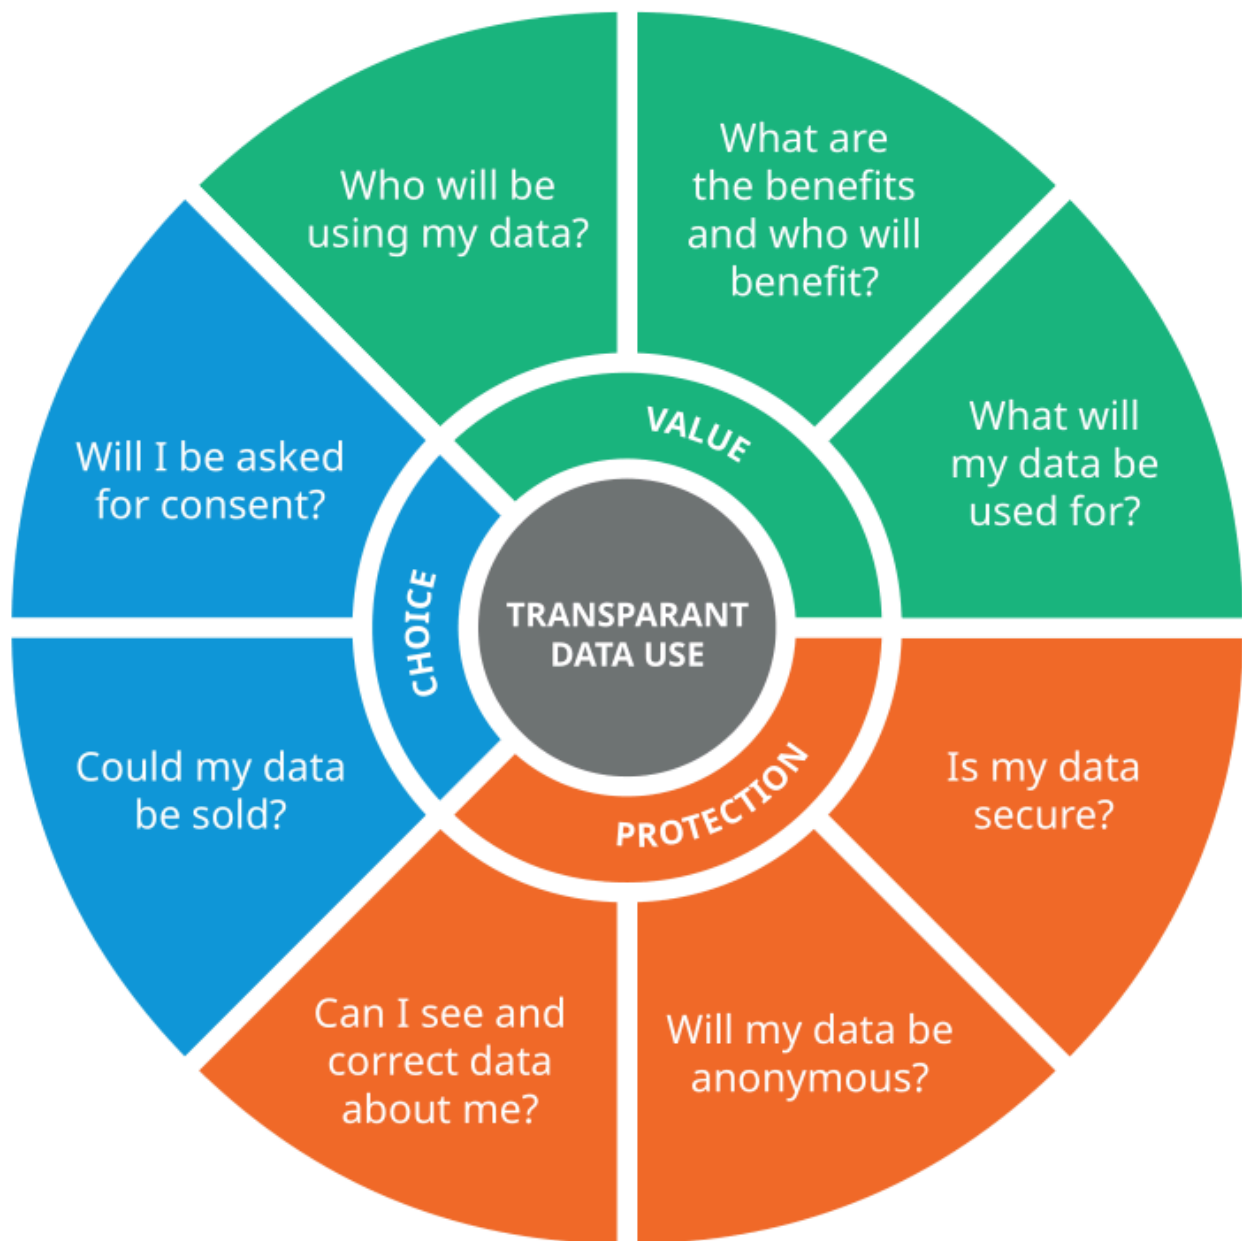 What are
the benefits
and who will
benefit?
Who will be
using my data?
What will
my data be
used for?
Will I be asked
for consent?
VALUE
CHOICE
TRANSPARANT
DATA USE
PROTECTION
Could my data
be sold?
Is my data
secure?
Can I see and
correct data
about me?
Will my data be
anonymous?